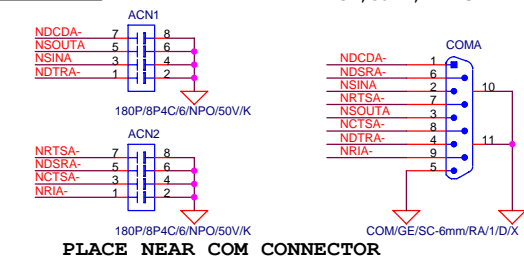 ACN1
NDCDA- 7 8
NSOUTA 5 6
NSINA 3 4
NDTRA- 1 2
180P/8P4C/6/NPO/50V/K
ACN2
NRTSA- 7 8
NDSRA- 5 6
NCTSA- 3 4
NRIA- 1 2
180P/8P4C/6/NPO/50V/K
COMA
NDCDA- 1
NDSRA- 6
NSINA 2 10
NRTSA- 7
NSOUTA 3
NCTSA- 8
NDTRA- 4 11
NRIA- 9
5
COM/GE/SC-6mm/RA/1/D/X
PLACE NEAR COM CONNECTOR